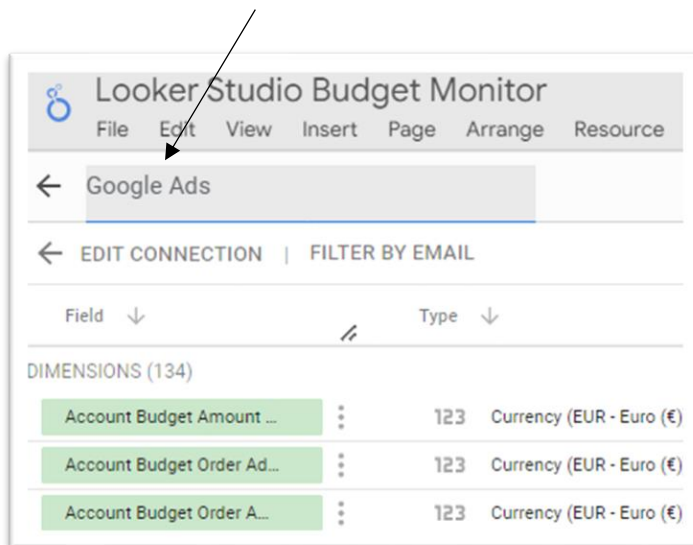 Looker Studio Budget Monitor
File Edit View Insert Page Arrange Resource
Google Ads
EDIT CONNECTION | FILTER BY EMAIL
Field Type
DIMENSIONS (134)
Account Budget Amount ... 123 Currency (EUR - Euro (€)
Account Budget Order Ad... 123 Currency (EUR - Euro (€)
Account Budget Order A... 123 Currency (EUR - Euro (€)